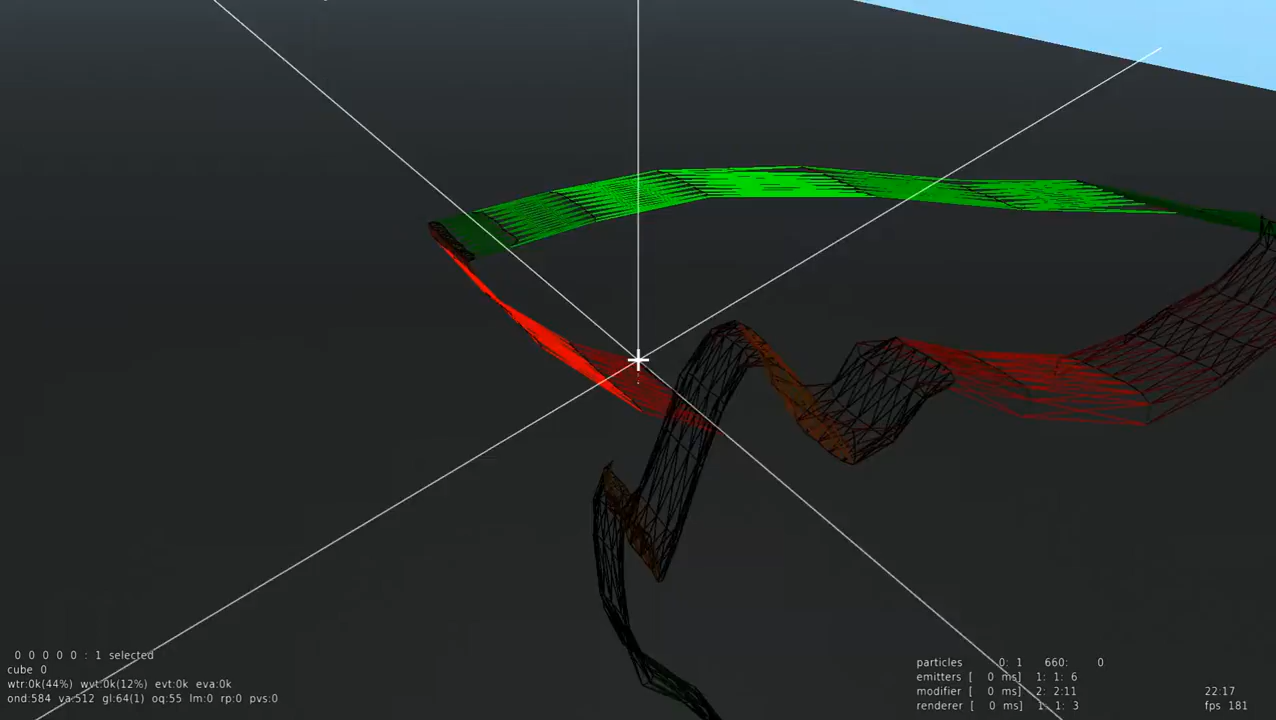 0 0 0 0 0 : 1 selected
cube 0
wtr:0k(44%) wvt:0k(12%) evt:0k eva:0k
ond:584 va:512 gl:64(1) oq:55 lm:0 rp:0 pvs:0
particles 0: 1 660: 0
emitters [ 0 ms] 1: 1: 6
modifier [ 0 ms] 2: 2:11
renderer [ 0 ms] 1: 1: 3
22:17
fps 181